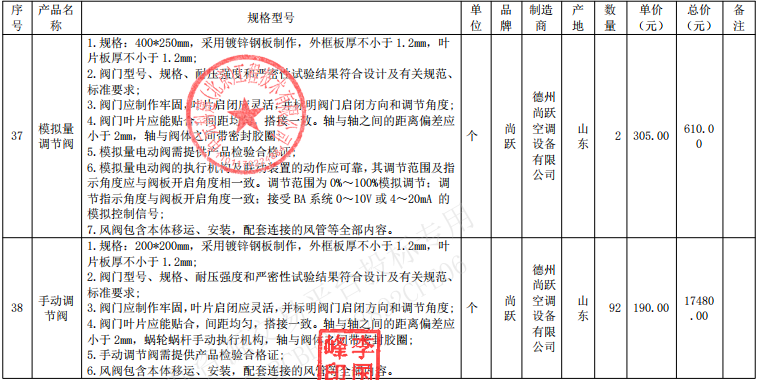 序号 产品名称 规格型号 单位 品牌 制造商 产地 数量 单价（元） 总价（元） 备注
37 模拟量调节阀
1.规格：400*250mm，采用镀锌钢板制作，外框板厚不小于1.2mm，叶
片板厚不小于1.2mm；
2.阀门型号、规格、耐压强度和严密性试验结果符合设计及有关规范、
标准要求；
3.阀门应制作牢固，叶片启闭应灵活，并标明阀门启闭方向和调节角度；
4.阀门叶片应能贴合，间距均匀，搭接一致。轴与轴之间的距离偏差应
小于2mm，轴与阀体之间带密封胶圈；
5.模拟量电动阀需提供产品检验合格证；
6.模拟量电动阀的执行机构及联动装置的动作应可靠，其调节范围及指
示角度应与阀板开启角度相一致。调节范围为0%～100%模拟调节；调
节指示角度与阀板开启角度一致；接受BA系统0～10V或4～20mA的
模拟控制信号；
7.风阀包含本体移运、安装，配套连接的风管等全部内容。
个 尚跃 德州尚跃空调设备有限公司 山东 2 305.00 610.00
38 手动调节阀
1.规格：200*200mm，采用镀锌钢板制作，外框板厚不小于1.2mm，叶
片板厚不小于1.2mm；
2.阀门型号、规格、耐压强度和严密性试验结果符合设计及有关规范、
标准要求；
3.阀门应制作牢固，叶片启闭应灵活，并标明阀门启闭方向和调节角度；
4.阀门叶片应能贴合，间距均匀，搭接一致。轴与轴之间的距离偏差应
小于2mm，蜗轮蜗杆手动执行机构，轴与阀体之间带密封胶圈；
5.手动调节阀需提供产品检验合格证；
6.风阀包含本体移运、安装，配套连接的风管等全部内容。
个 尚跃 德州尚跃空调设备有限公司 山东 92 190.00 17480.00